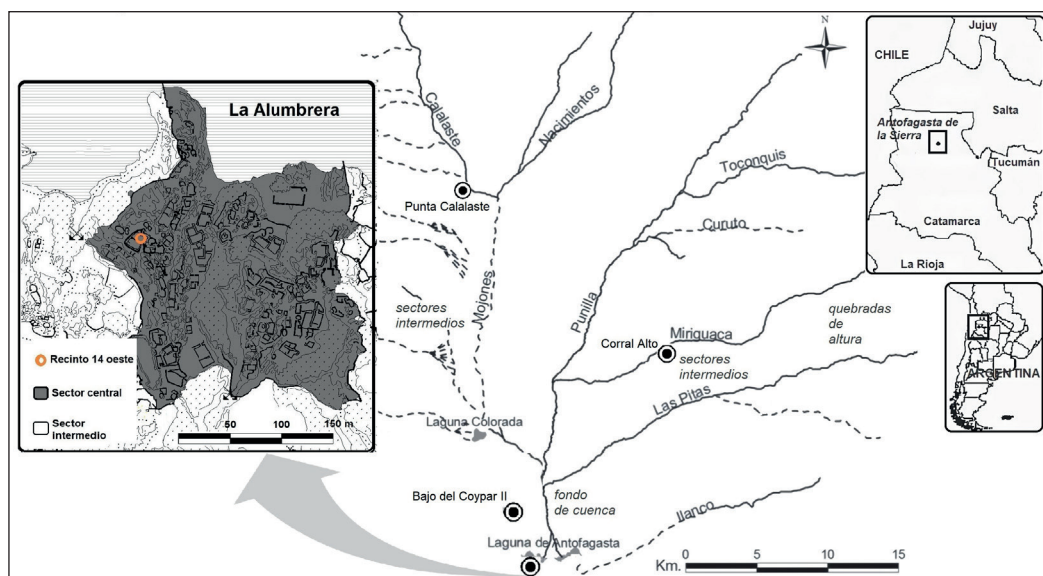 La Alumbrera
Recinto 14 oeste
Sector central
Sector
intermedio
50 100 150 m
N
Calalaste
Nacimientos
Punta Calalaste
Toconquis
Curuto
Mojones
Punilla
sectores
intermedios
Miriguaca
Corral Alto
sectores
intermedios
quebradas
de
altura
Las Pitas
Laguna Colorada
Bajo del Coypar II
fondo
de cuenca
Ilanco
Laguna de Antofagasta
Km.
0 5 10 15
Jujuy
CHILE
Salta
Antofagasta de
la Sierra
Tucumán
Catamarca
La Rioja
ARGENTINA